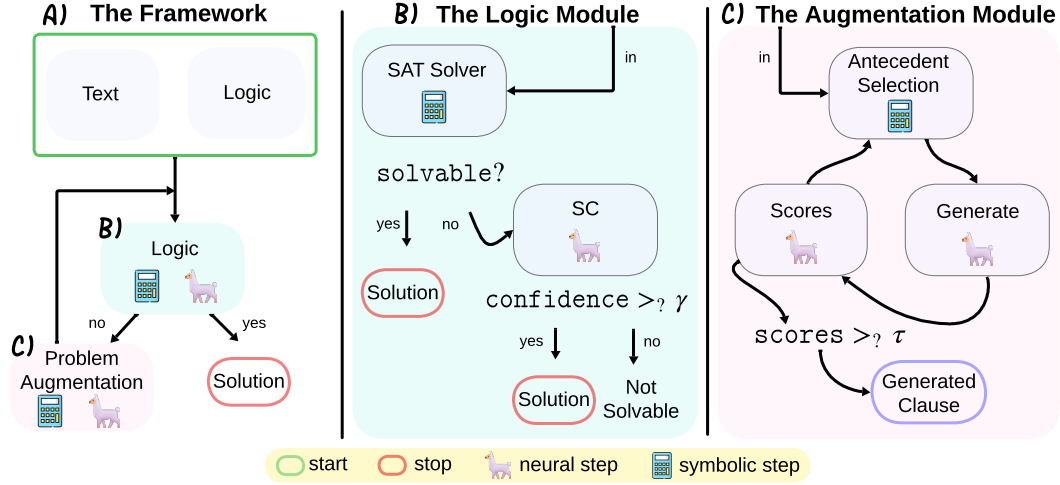 A) The Framework
Text
Logic
B)
Logic
no
yes
C) Problem
Augmentation
Solution
B) The Logic Module
in
SAT Solver
solvable?
yes
no
SC
Solution
confidence >? γ
yes
no
Solution
Not
Solvable
C) The Augmentation Module
in
Antecedent
Selection
Scores
Generate
scores >? τ
Generated
Clause
start
stop
neural step
symbolic step